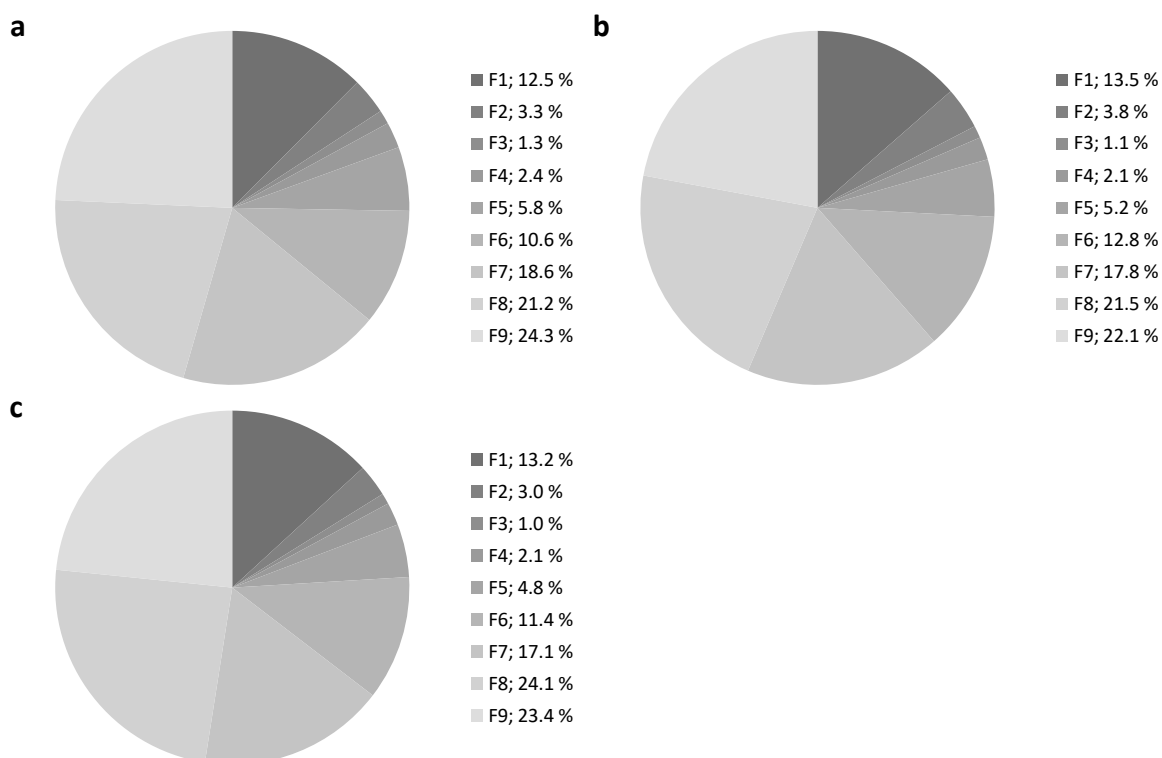 a
F1; 12.5 %
F2; 3.3 %
F3; 1.3 %
F4; 2.4 %
F5; 5.8 %
F6; 10.6 %
F7; 18.6 %
F8; 21.2 %
F9; 24.3 %
b
F1; 13.5 %
F2; 3.8 %
F3; 1.1 %
F4; 2.1 %
F5; 5.2 %
F6; 12.8 %
F7; 17.8 %
F8; 21.5 %
F9; 22.1 %
c
F1; 13.2 %
F2; 3.0 %
F3; 1.0 %
F4; 2.1 %
F5; 4.8 %
F6; 11.4 %
F7; 17.1 %
F8; 24.1 %
F9; 23.4 %